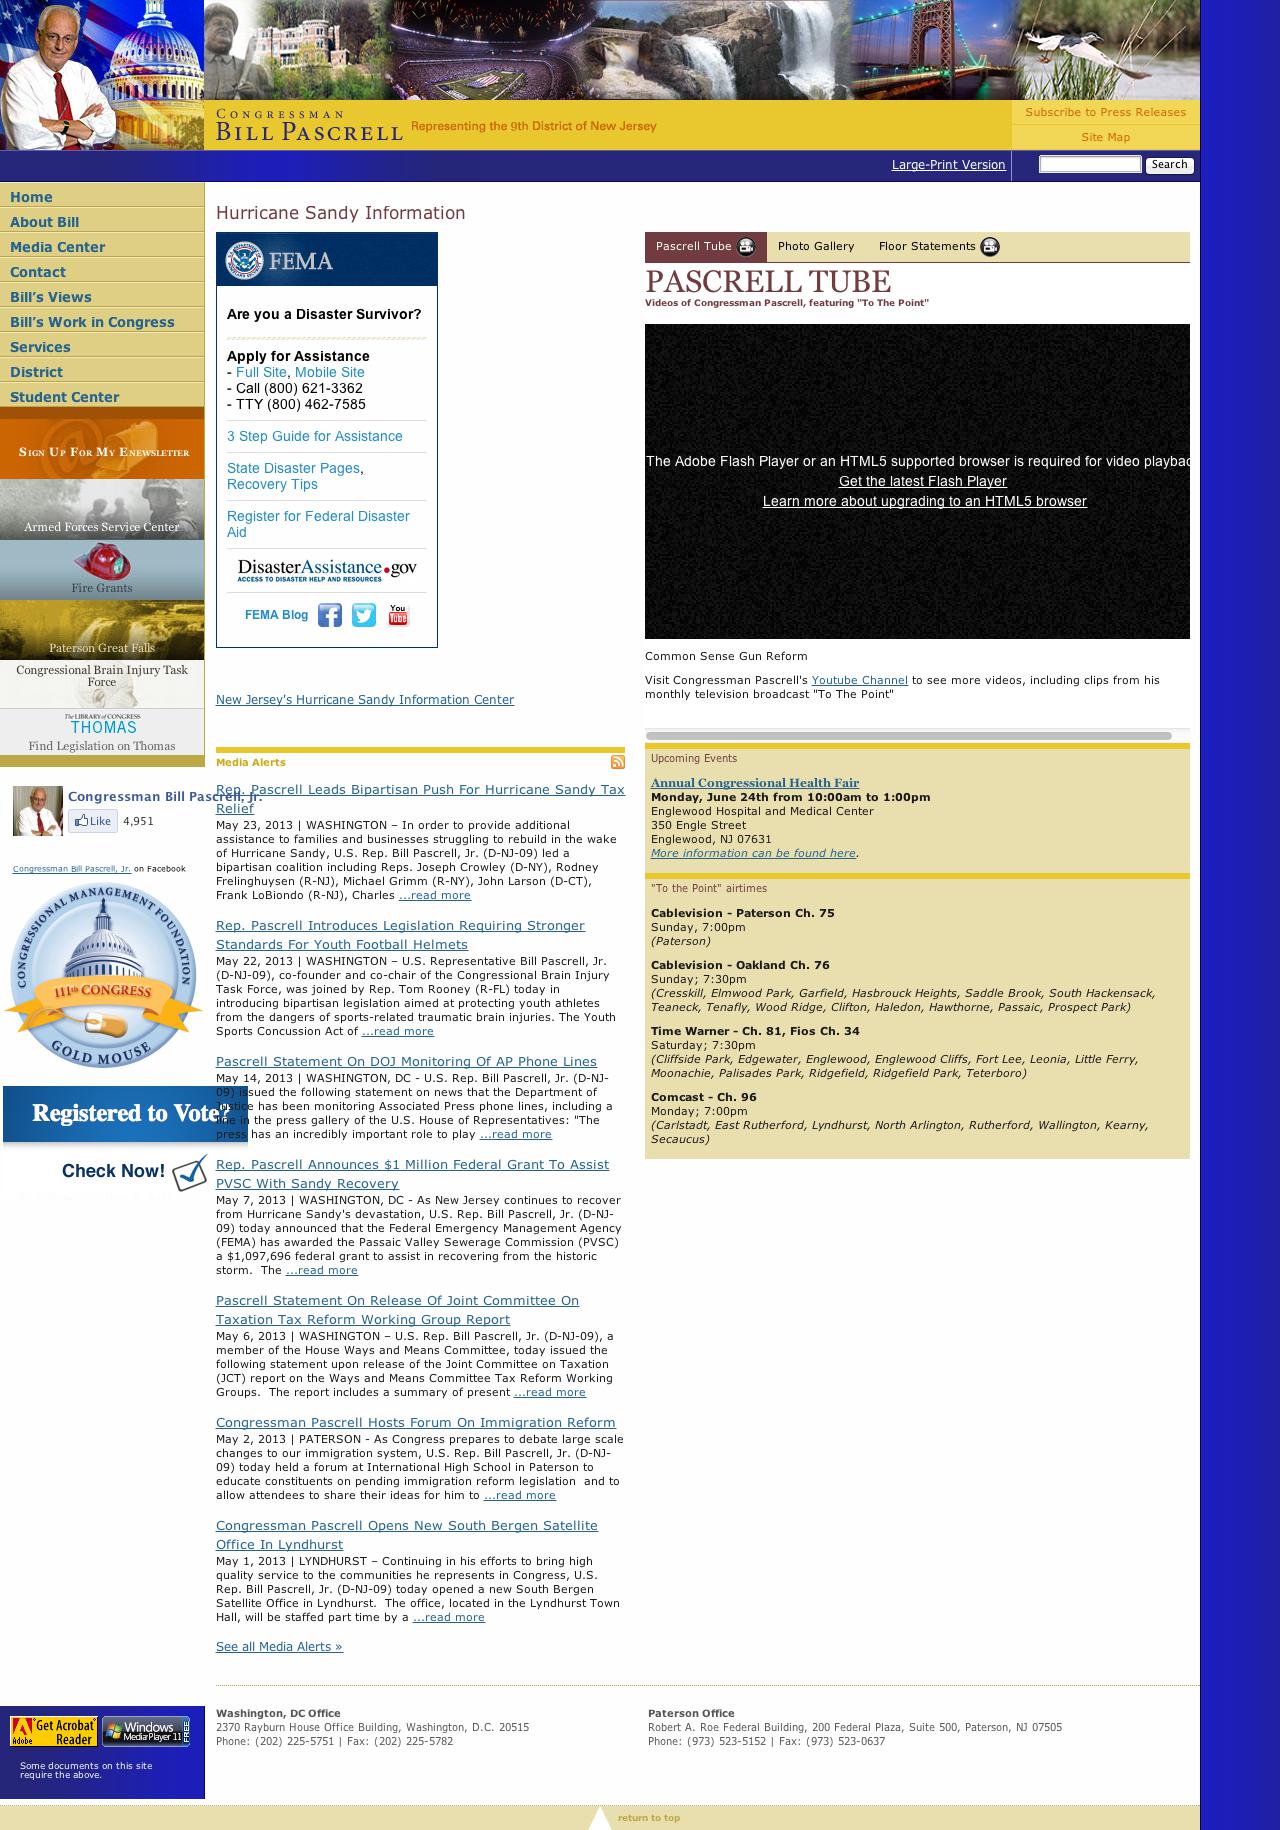 CONGRESSMAN
BILL PASCRELL Representing the 9th District of New Jersey
Subscribe to Press Releases
Site Map
Large-Print Version
Search
Home
About Bill
Media Center
Contact
Bill's Views
Bill's Work in Congress
Services
District
Student Center
SIGN UP FOR MY ENEWSLETTER
Armed Forces Service Center
Fire Grants
Paterson Great Falls
Congressional Brain Injury Task
Force
The LIBRARY of CONGRESS
THOMAS
Find Legislation on Thomas
Congressman Bill Pascrell, Jr.
Like 4,951
Congressman Bill Pascrell, Jr. on Facebook
CONGRESSIONAL MANAGEMENT FOUNDATION
111th CONGRESS
GOLD MOUSE
Registered to Vote?
Check Now!
Hurricane Sandy Information
FEMA
Are you a Disaster Survivor?
Apply for Assistance
- Full Site, Mobile Site
- Call (800) 621-3362
- TTY (800) 462-7585
3 Step Guide for Assistance
State Disaster Pages,
Recovery Tips
Register for Federal Disaster
Aid
DisasterAssistance.gov
ACCESS TO DISASTER HELP AND RESOURCES
FEMA Blog
You
Tube
New Jersey's Hurricane Sandy Information Center
Media Alerts
Rep. Pascrell Leads Bipartisan Push For Hurricane Sandy Tax
Relief
May 23, 2013 | WASHINGTON – In order to provide additional
assistance to families and businesses struggling to rebuild in the wake
of Hurricane Sandy, U.S. Rep. Bill Pascrell, Jr. (D-NJ-09) led a
bipartisan coalition including Reps. Joseph Crowley (D-NY), Rodney
Frelinghuysen (R-NJ), Michael Grimm (R-NY), John Larson (D-CT),
Frank LoBiondo (R-NJ), Charles ...read more
Rep. Pascrell Introduces Legislation Requiring Stronger
Standards For Youth Football Helmets
May 22, 2013 | WASHINGTON – U.S. Representative Bill Pascrell, Jr.
(D-NJ-09), co-founder and co-chair of the Congressional Brain Injury
Task Force, was joined by Rep. Tom Rooney (R-FL) today in
introducing bipartisan legislation aimed at protecting youth athletes
from the dangers of sports-related traumatic brain injuries. The Youth
Sports Concussion Act of ...read more
Pascrell Statement On DOJ Monitoring Of AP Phone Lines
May 14, 2013 | WASHINGTON, DC - U.S. Rep. Bill Pascrell, Jr. (D-NJ-
09) issued the following statement on news that the Department of
Justice has been monitoring Associated Press phone lines, including a
line in the press gallery of the U.S. House of Representatives: "The
press has an incredibly important role to play ...read more
Rep. Pascrell Announces $1 Million Federal Grant To Assist
PVSC With Sandy Recovery
May 7, 2013 | WASHINGTON, DC - As New Jersey continues to recover
from Hurricane Sandy's devastation, U.S. Rep. Bill Pascrell, Jr. (D-NJ-
09) today announced that the Federal Emergency Management Agency
(FEMA) has awarded the Passaic Valley Sewerage Commission (PVSC)
a $1,097,696 federal grant to assist in recovering from the historic
storm. The ...read more
Pascrell Statement On Release Of Joint Committee On
Taxation Tax Reform Working Group Report
May 6, 2013 | WASHINGTON – U.S. Rep. Bill Pascrell, Jr. (D-NJ-09), a
member of the House Ways and Means Committee, today issued the
following statement upon release of the Joint Committee on Taxation
(JCT) report on the Ways and Means Committee Tax Reform Working
Groups. The report includes a summary of present ...read more
Congressman Pascrell Hosts Forum On Immigration Reform
May 2, 2013 | PATERSON - As Congress prepares to debate large scale
changes to our immigration system, U.S. Rep. Bill Pascrell, Jr. (D-NJ-
09) today held a forum at International High School in Paterson to
educate constituents on pending immigration reform legislation and to
allow attendees to share their ideas for him to ...read more
Congressman Pascrell Opens New South Bergen Satellite
Office In Lyndhurst
May 1, 2013 | LYNDHURST – Continuing in his efforts to bring high
quality service to the communities he represents in Congress, U.S.
Rep. Bill Pascrell, Jr. (D-NJ-09) today opened a new South Bergen
Satellite Office in Lyndhurst. The office, located in the Lyndhurst Town
Hall, will be staffed part time by a ...read more
See all Media Alerts »
Pascrell Tube Photo Gallery Floor Statements
PASCRELL TUBE
Videos of Congressman Pascrell, featuring "To The Point"
The Adobe Flash Player or an HTML5 supported browser is required for video playbac
Get the latest Flash Player
Learn more about upgrading to an HTML5 browser
Common Sense Gun Reform
Visit Congressman Pascrell's Youtube Channel to see more videos, including clips from his
monthly television broadcast "To The Point"
Upcoming Events
Annual Congressional Health Fair
Monday, June 24th from 10:00am to 1:00pm
Englewood Hospital and Medical Center
350 Engle Street
Englewood, NJ 07631
More information can be found here.
"To the Point" airtimes
Cablevision - Paterson Ch. 75
Sunday, 7:00pm
(Paterson)
Cablevision - Oakland Ch. 76
Sunday; 7:30pm
(Cresskill, Elmwood Park, Garfield, Hasbrouck Heights, Saddle Brook, South Hackensack,
Teaneck, Tenafly, Wood Ridge, Clifton, Haledon, Hawthorne, Passaic, Prospect Park)
Time Warner - Ch. 81, Fios Ch. 34
Saturday; 7:30pm
(Cliffside Park, Edgewater, Englewood, Englewood Cliffs, Fort Lee, Leonia, Little Ferry,
Moonachie, Palisades Park, Ridgefield, Ridgefield Park, Teterboro)
Comcast - Ch. 96
Monday; 7:00pm
(Carlstadt, East Rutherford, Lyndhurst, North Arlington, Rutherford, Wallington, Kearny,
Secaucus)
Get Acrobat
Reader
Adobe
Windows
MediaPlayer 11
FREE
Some documents on this site
require the above.
Washington, DC Office
2370 Rayburn House Office Building, Washington, D.C. 20515
Phone: (202) 225-5751 | Fax: (202) 225-5782
Paterson Office
Robert A. Roe Federal Building, 200 Federal Plaza, Suite 500, Paterson, NJ 07505
Phone: (973) 523-5152 | Fax: (973) 523-0637
return to top